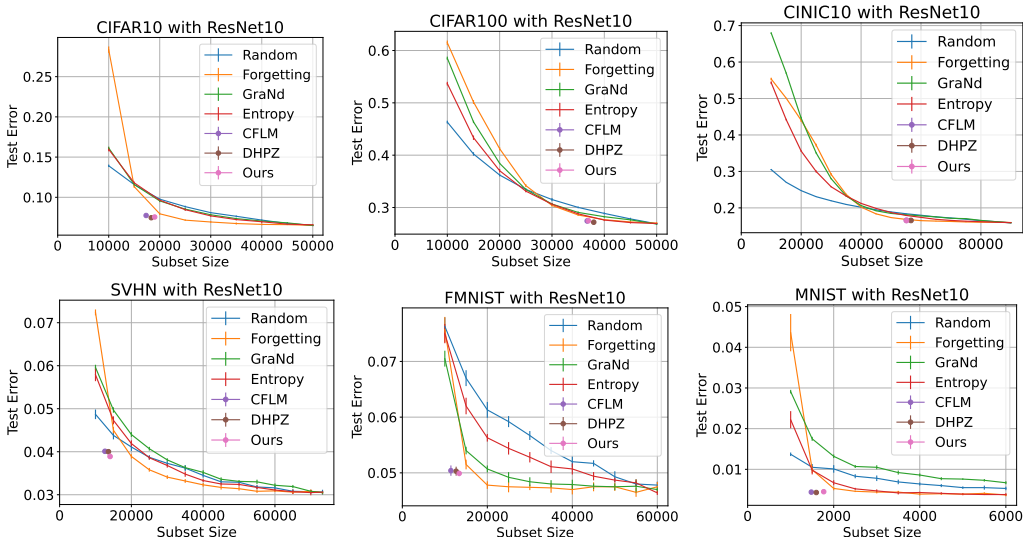 CIFAR10 with ResNet10
Test Error
0.25
0.20
0.15
0.10
0
10000
20000
30000
40000
50000
Subset Size
Random
Forgetting
GraNd
Entropy
CFLM
DHPZ
Ours
CIFAR100 with ResNet10
Test Error
0.6
0.5
0.4
0.3
0
10000
20000
30000
40000
50000
Subset Size
Random
Forgetting
GraNd
Entropy
CFLM
DHPZ
Ours
CINIC10 with ResNet10
Test Error
0.7
0.6
0.5
0.4
0.3
0.2
0
20000
40000
60000
80000
Subset Size
Random
Forgetting
GraNd
Entropy
CFLM
DHPZ
Ours
SVHN with ResNet10
Test Error
0.07
0.06
0.05
0.04
0.03
0
20000
40000
60000
Subset Size
Random
Forgetting
GraNd
Entropy
CFLM
DHPZ
Ours
FMNIST with ResNet10
Test Error
0.07
0.06
0.05
0
20000
40000
60000
Subset Size
Random
Forgetting
GraNd
Entropy
CFLM
DHPZ
Ours
MNIST with ResNet10
Test Error
0.05
0.04
0.03
0.02
0.01
0
20000
40000
6000
Subset Size
Random
Forgetting
GraNd
Entropy
CFLM
DHPZ
Ours